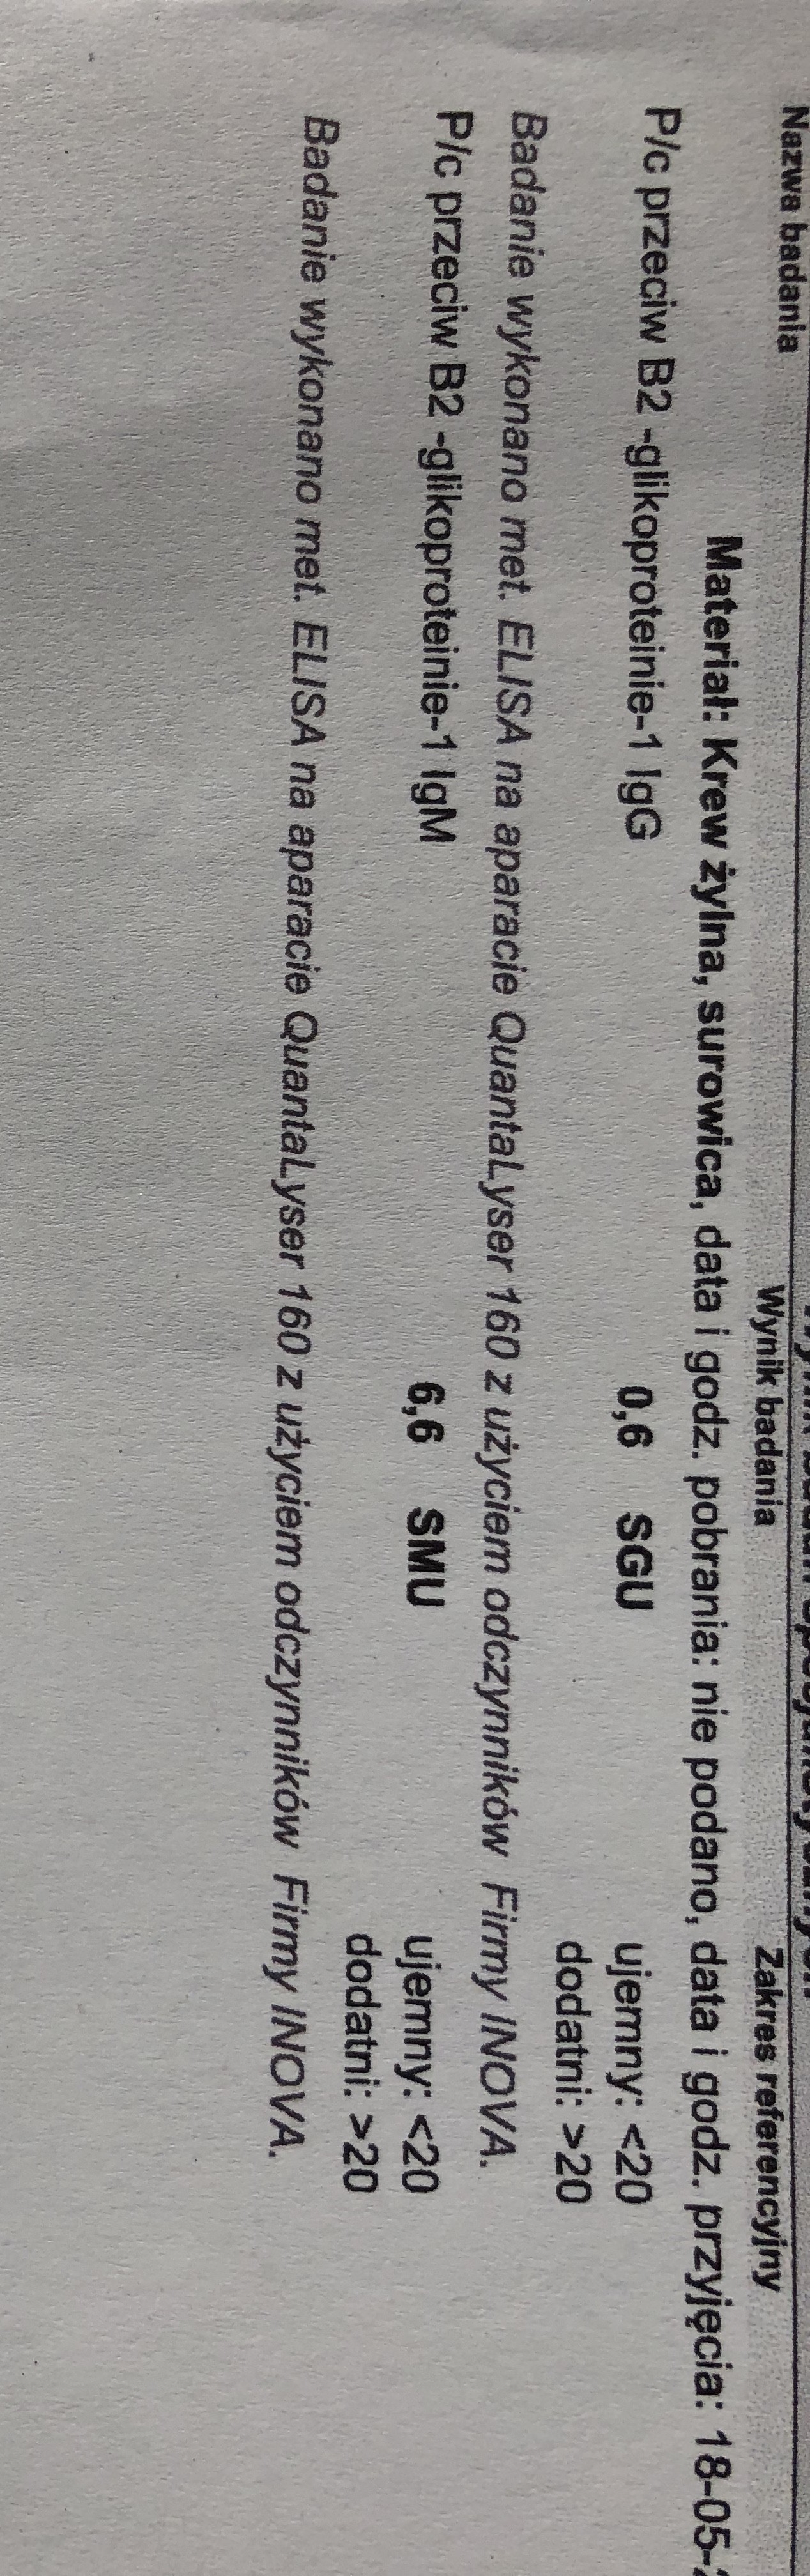 Nazwa badania Wynik badania Zakres referencyjny
Materiał: Krew żylna, surowica, data i godz. pobrania: nie podano, data i godz. przyjęcia: 18-05-
P/c przeciw B2 -glikoproteinie-1 IgG 0,6 SGU ujemny: <20
dodatni: >20
Badanie wykonano met. ELISA na aparacie QuantaLyser 160 z użyciem odczynników Firmy INOVA.
P/c przeciw B2 -glikoproteinie-1 IgM 6,6 SMU ujemny: <20
dodatni: >20
Badanie wykonano met. ELISA na aparacie QuantaLyser 160 z użyciem odczynników Firmy INOVA.